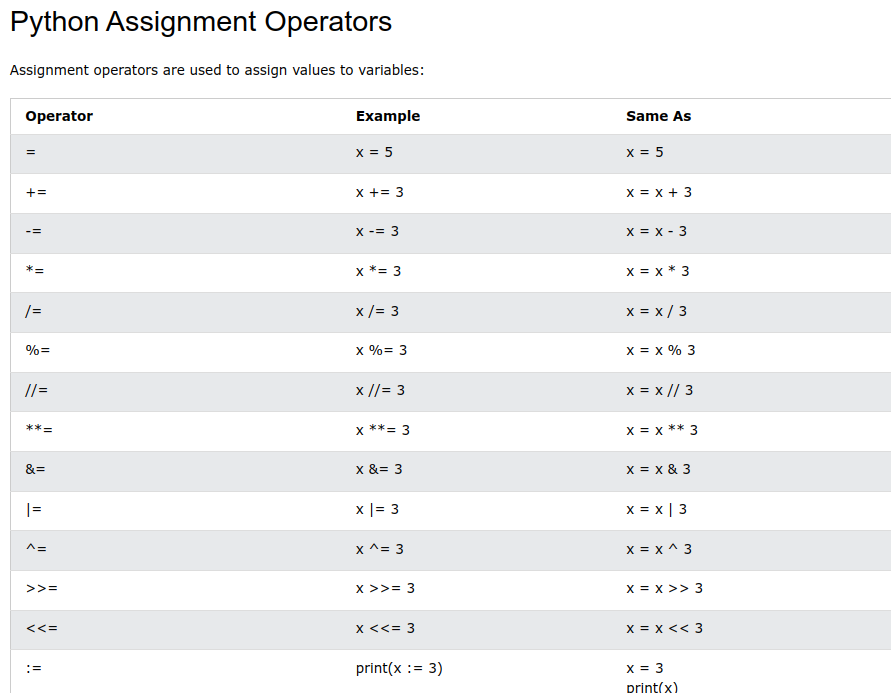 Python Assignment Operators
Assignment operators are used to assign values to variables:
Operator Example Same As
= x = 5 x = 5
+= x += 3 x = x + 3
-= x -= 3 x = x - 3
*= x *= 3 x = x * 3
/= x /= 3 x = x / 3
%= x %= 3 x = x % 3
//= x //= 3 x = x // 3
**= x **= 3 x = x ** 3
&= x &= 3 x = x & 3
|= x |= 3 x = x | 3
^= x ^= 3 x = x ^ 3
>>= x >>= 3 x = x >> 3
<<= x <<= 3 x = x << 3
:= print(x := 3) x = 3
print(x)